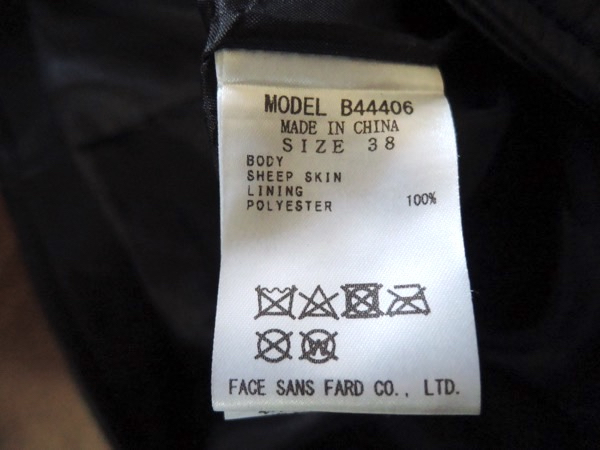 MODEL B44406
MADE IN CHINA
SIZE 38
BODY
SHEEP SKIN
LINING
POLYESTER 100%
W
FACE SANS FARD CO., LTD.